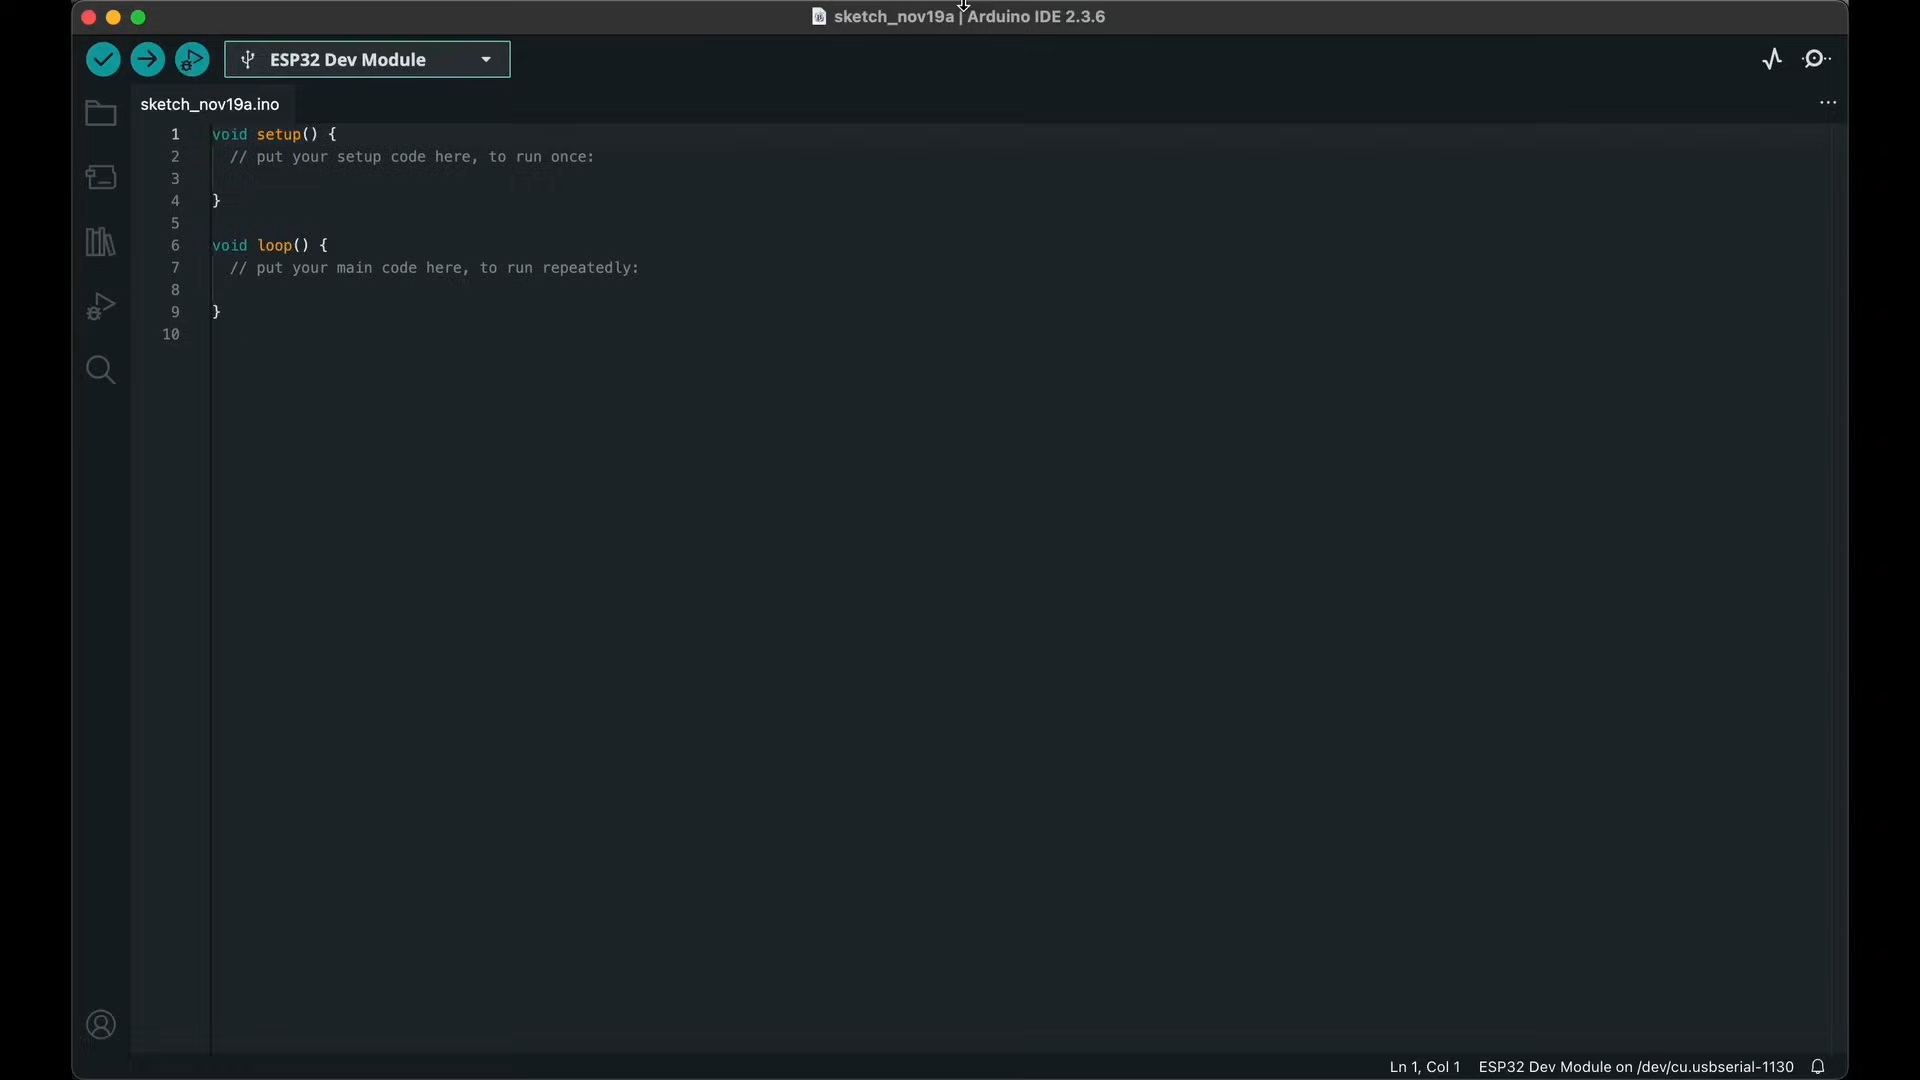 sketch_nov19a | Arduino IDE 2.3.6
ESP32 Dev Module
sketch_nov19a.ino
1 void setup() {
2 // put your setup code here, to run once:
3
4 }
5
6 void loop() {
7 // put your main code here, to run repeatedly:
8
9 }
10
Ln 1, Col 1 ESP32 Dev Module on /dev/cu.usbserial-1130